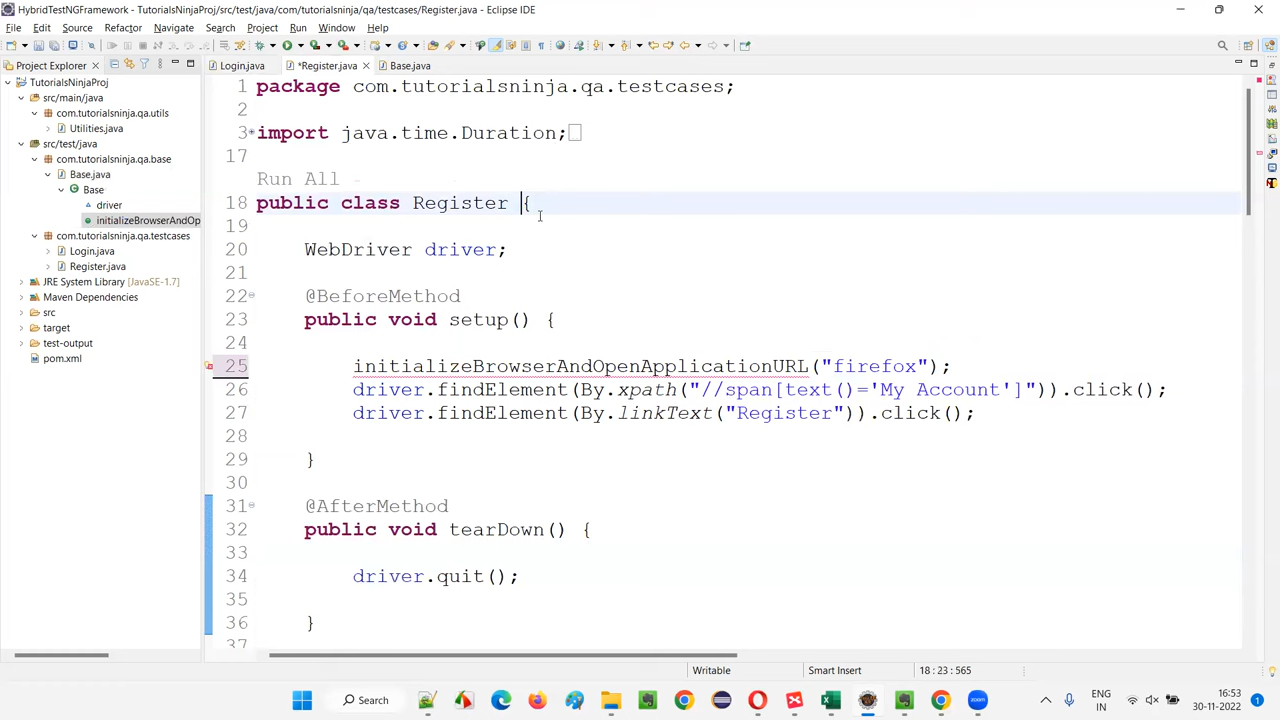 HybridTestNGFramework - TutorialsNinjaProj/src/test/java/com/tutorialsninja/qa/testcases/Register.java - Eclipse IDE
File Edit Source Refactor Navigate Search Project Run Window Help
Project Explorer
Login.java *Register.java Base.java
TutorialsNinjaProj
src/main/java
com.tutorialsninja.qa.utils
Utilities.java
src/test/java
com.tutorialsninja.qa.base
Base.java
Base
driver
initializeBrowserAndOp
com.tutorialsninja.qa.testcases
Login.java
Register.java
JRE System Library [JavaSE-1.7]
Maven Dependencies
src
target
test-output
pom.xml
1 package com.tutorialsninja.qa.testcases;
2
3 import java.time.Duration;
17
Run All
18 public class Register {
19
20 WebDriver driver;
21
22 @BeforeMethod
23 public void setup() {
24
25 initializeBrowserAndOpenApplicationURL("firefox");
26 driver.findElement(By.xpath("//span[text()='My Account']")).click();
27 driver.findElement(By.linkText("Register")).click();
28
29 }
30
31 @AfterMethod
32 public void tearDown() {
33
34 driver.quit();
35
36 }
37
Writable Smart Insert 18 : 23 : 565
Search
zoom
ENG
IN
16:53
30-11-2022
1